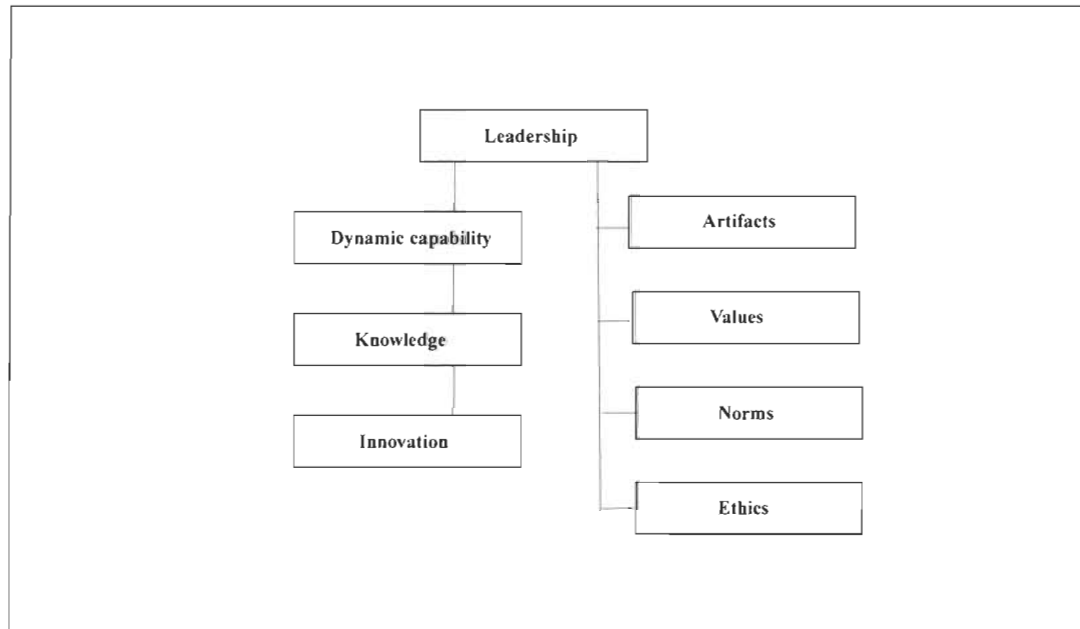 Leadership
Dynamic capability
Knowledge
Innovation
Artifacts
Values
Norms
Ethics